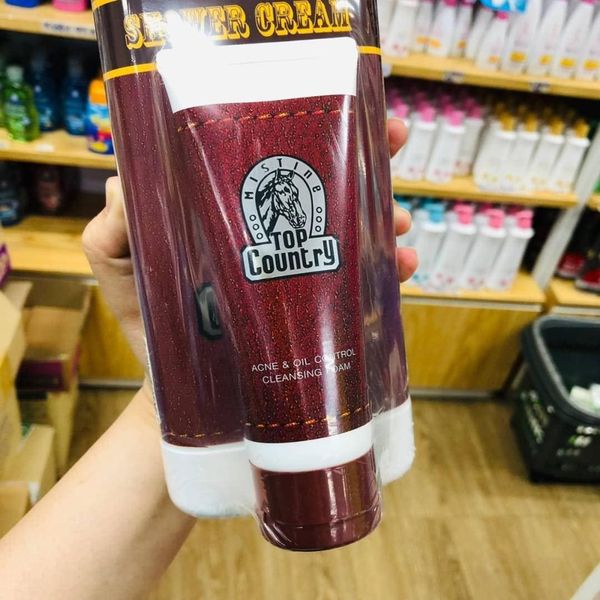 SHOWER CREAM
MISTINE
TOP
COUNTRY
ACNE & OIL CONTROL
CLEANSING FOAM